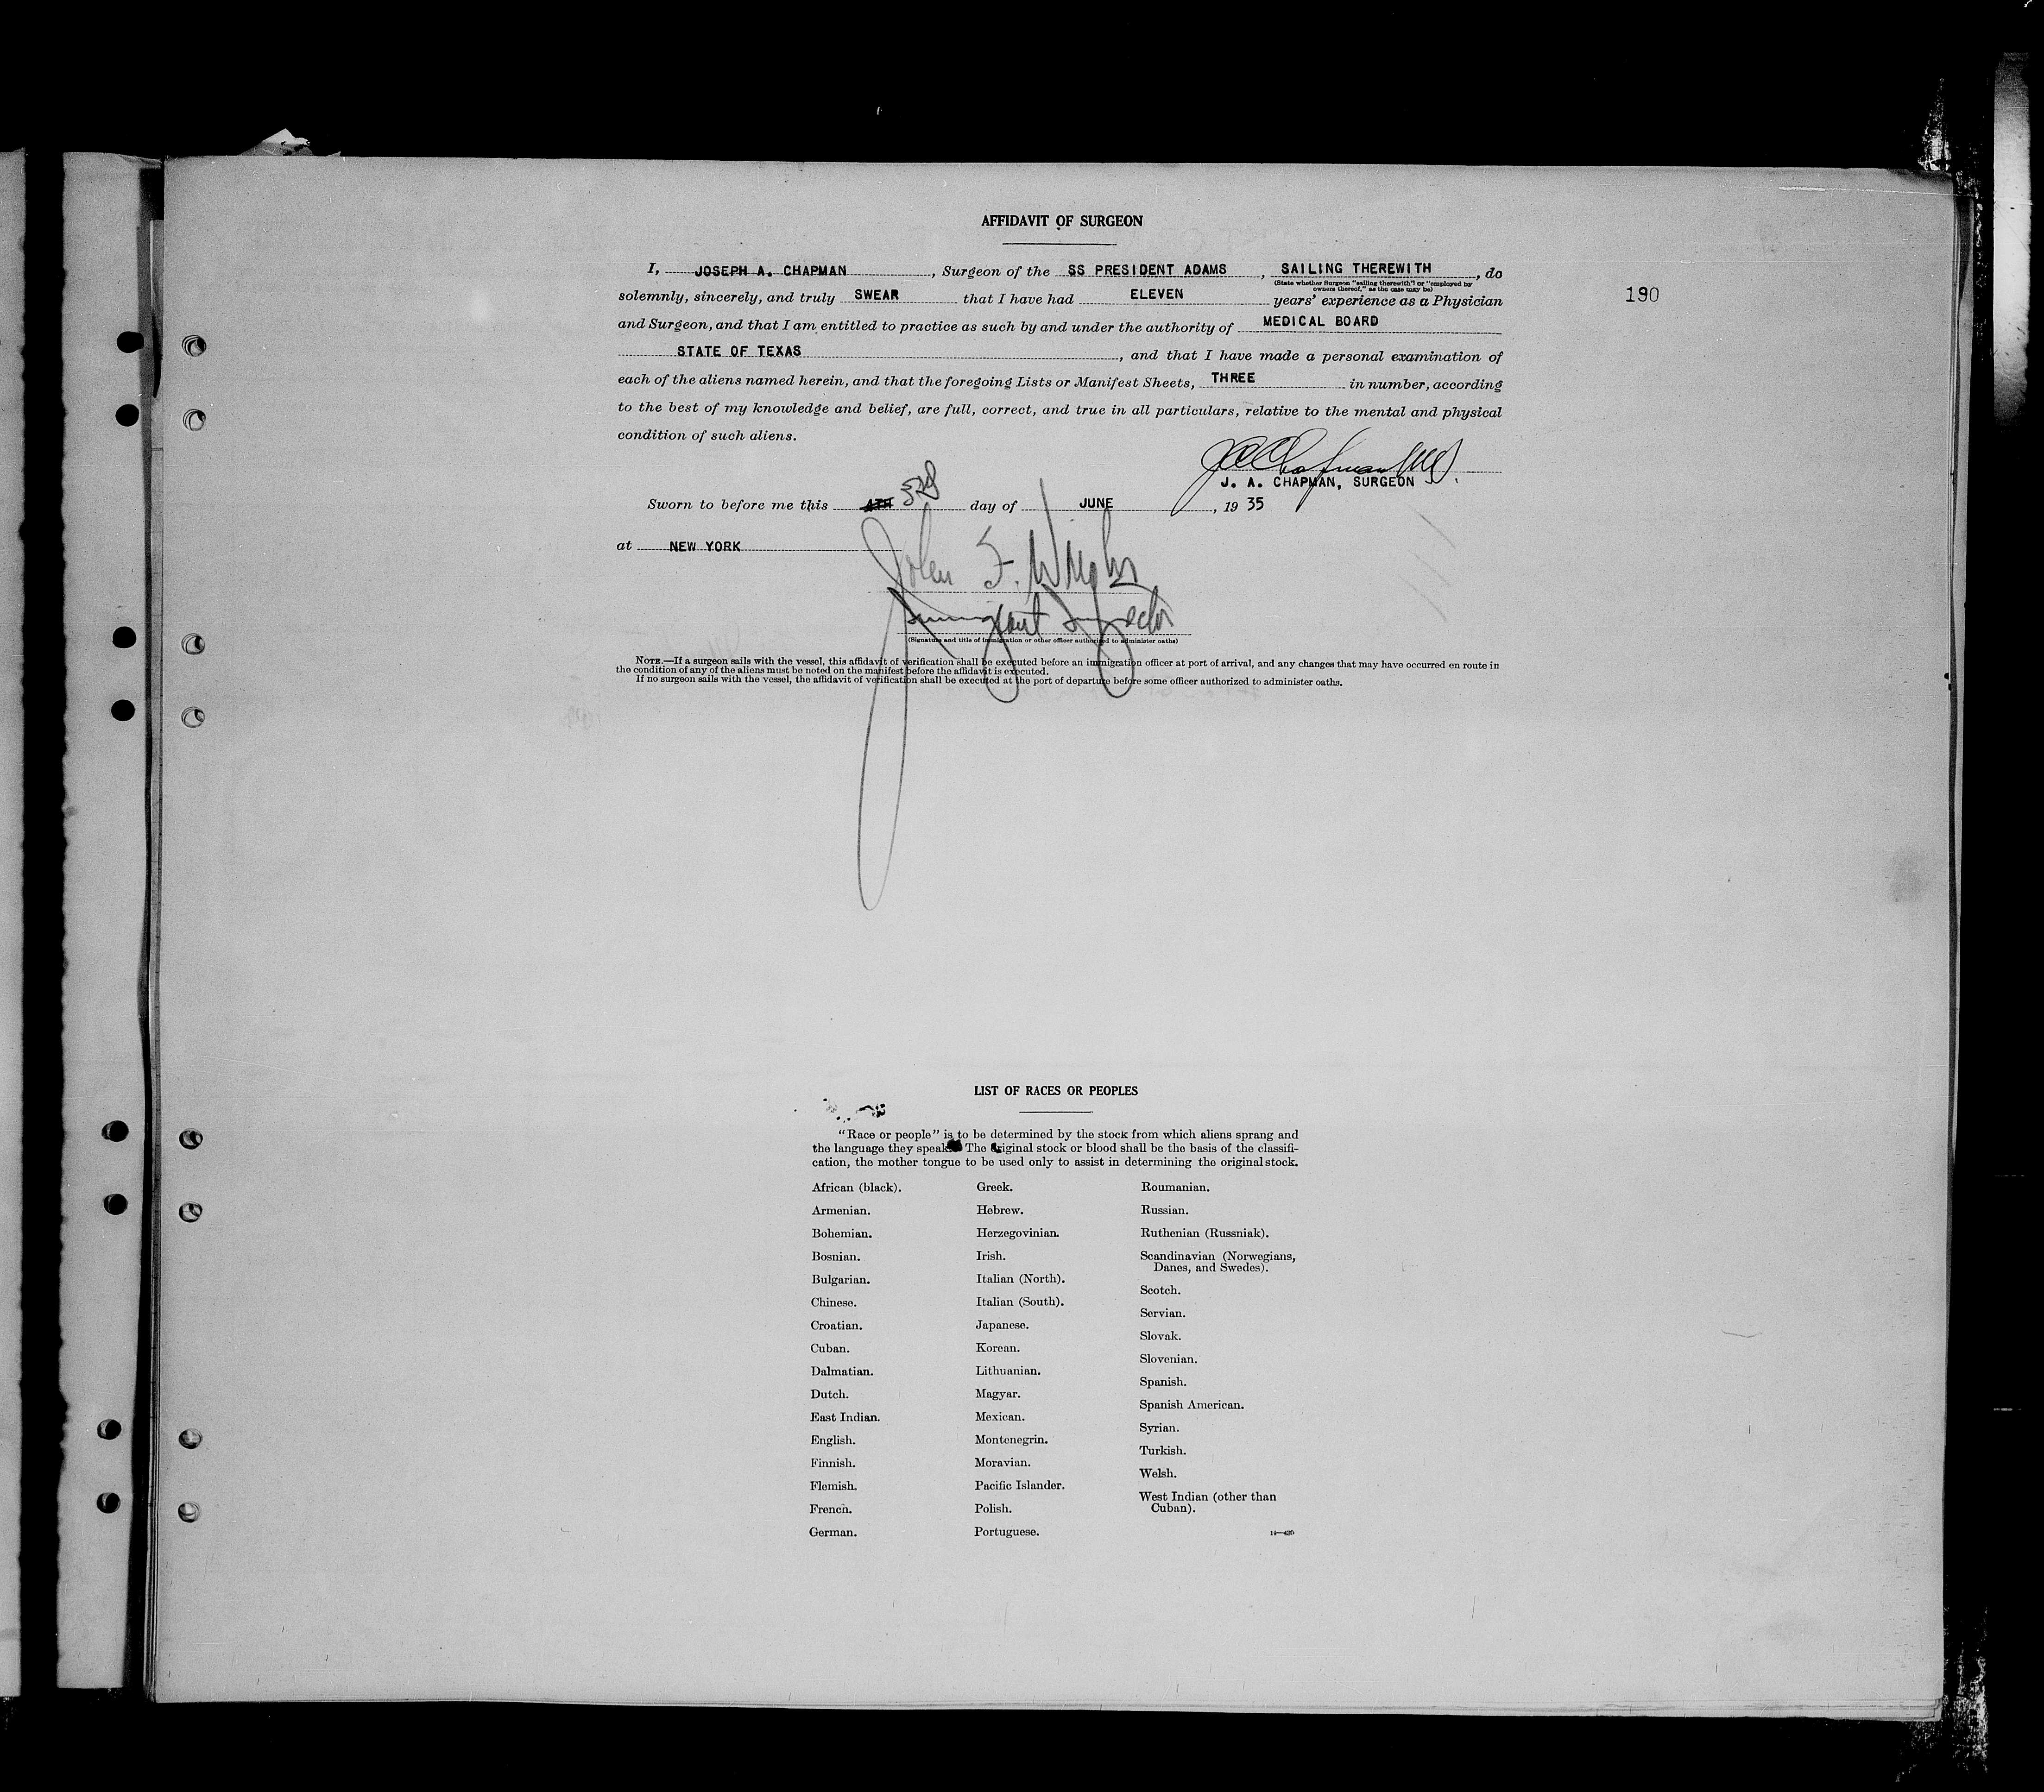 AFFIDAVIT OF SURGEON
I, JOSEPH A. CHAPMAN, Surgeon of the SS PRESIDENT ADAMS, SAILING THEREWITH, do
(State whether Surgeon "sailing therewith" or "employed by
owners thereof," as the case may be)
190
solemnly, sincerely, and truly SWEAR that I have had ELEVEN years' experience as a Physician
and Surgeon, and that I am entitled to practice as such by and under the authority of MEDICAL BOARD
STATE OF TEXAS, and that I have made a personal examination of
each of the aliens named herein, and that the foregoing Lists or Manifest Sheets, THREE in number, according
to the best of my knowledge and belief, are full, correct, and true in all particulars, relative to the mental and physical
condition of such aliens.
J A Chapman M.D.
J. A. CHAPMAN, SURGEON
Sworn to before me this 4TH 3rd day of JUNE, 19 35
at NEW YORK
John F. Wright
Immigrant Inspector
(Signature and title of immigration or other officer authorized to administer oaths)
NOTE.—If a surgeon sails with the vessel, this affidavit of verification shall be executed before an immigration officer at port of arrival, and any changes that may have occurred en route in
the condition of any of the aliens must be noted on the manifest before the affidavit is executed.
If no surgeon sails with the vessel, the affidavit of verification shall be executed at the port of departure before some officer authorized to administer oaths.
LIST OF RACES OR PEOPLES
"Race or people" is to be determined by the stock from which aliens sprang and
the language they speak. The original stock or blood shall be the basis of the classifi-
cation, the mother tongue to be used only to assist in determining the original stock.
African (black).
Armenian.
Bohemian.
Bosnian.
Bulgarian.
Chinese.
Croatian.
Cuban.
Dalmatian.
Dutch.
East Indian.
English.
Finnish.
Flemish.
French.
German.
Greek.
Hebrew.
Herzegovinian.
Irish.
Italian (North).
Italian (South).
Japanese.
Korean.
Lithuanian.
Magyar.
Mexican.
Montenegrin.
Moravian.
Pacific Islander.
Polish.
Portuguese.
Roumanian.
Russian.
Ruthenian (Russniak).
Scandinavian (Norwegians,
Danes, and Swedes).
Scotch.
Servian.
Slovak.
Slovenian.
Spanish.
Spanish American.
Syrian.
Turkish.
Welsh.
West Indian (other than
Cuban).